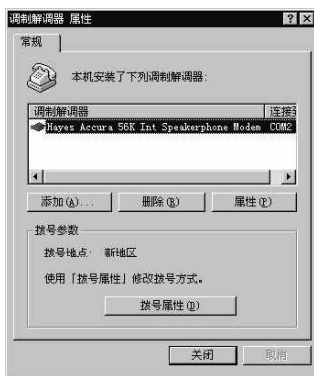 调制解调器 属性
常规
本机安装了下列调制解调器:
调制解调器 连接
Hayes Accura 56K Int Speakerphone Modem COM2
添加(A)... 删除(R) 属性(P)
拨号参数
拨号地点: 新地区
使用「拨号属性」修改拨号方式。
拨号属性(D)
关闭 取消